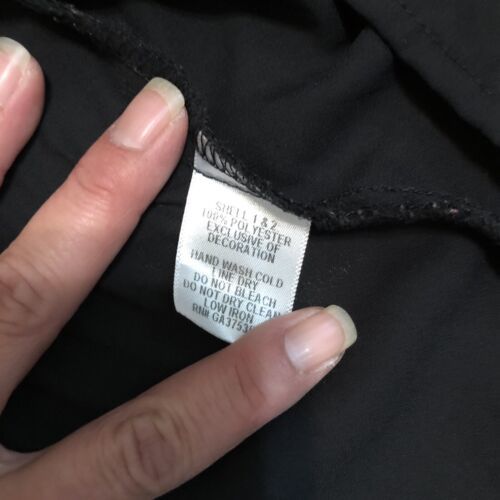 SHELL 1 & 2
100% POLYESTER
EXCLUSIVE OF
DECORATION
HAND WASH COLD
LINE DRY
DO NOT BLEACH
DO NOT DRY CLEAN
LOW IRON